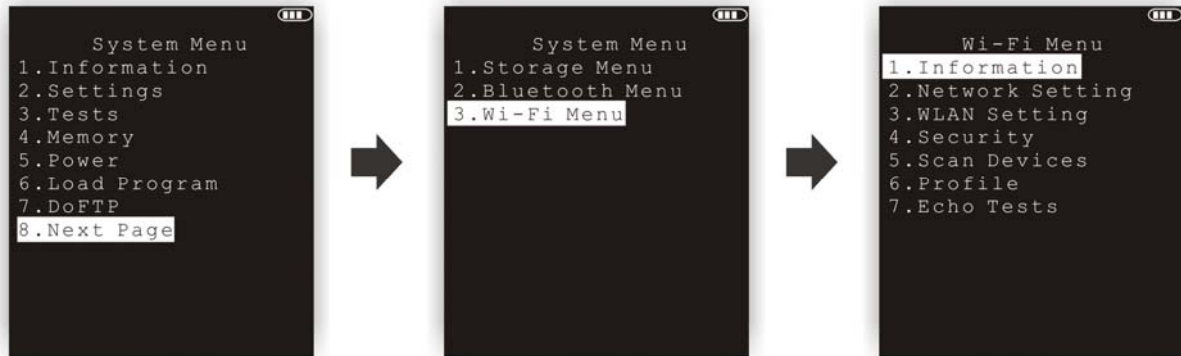 System Menu
1.Information
2.Settings
3.Tests
4.Memory
5.Power
6.Load Program
7.DoFTP
8.Next Page
System Menu
1.Storage Menu
2.Bluetooth Menu
3.Wi-Fi Menu
Wi-Fi Menu
1.Information
2.Network Setting
3.WLAN Setting
4.Security
5.Scan Devices
6.Profile
7.Echo Tests